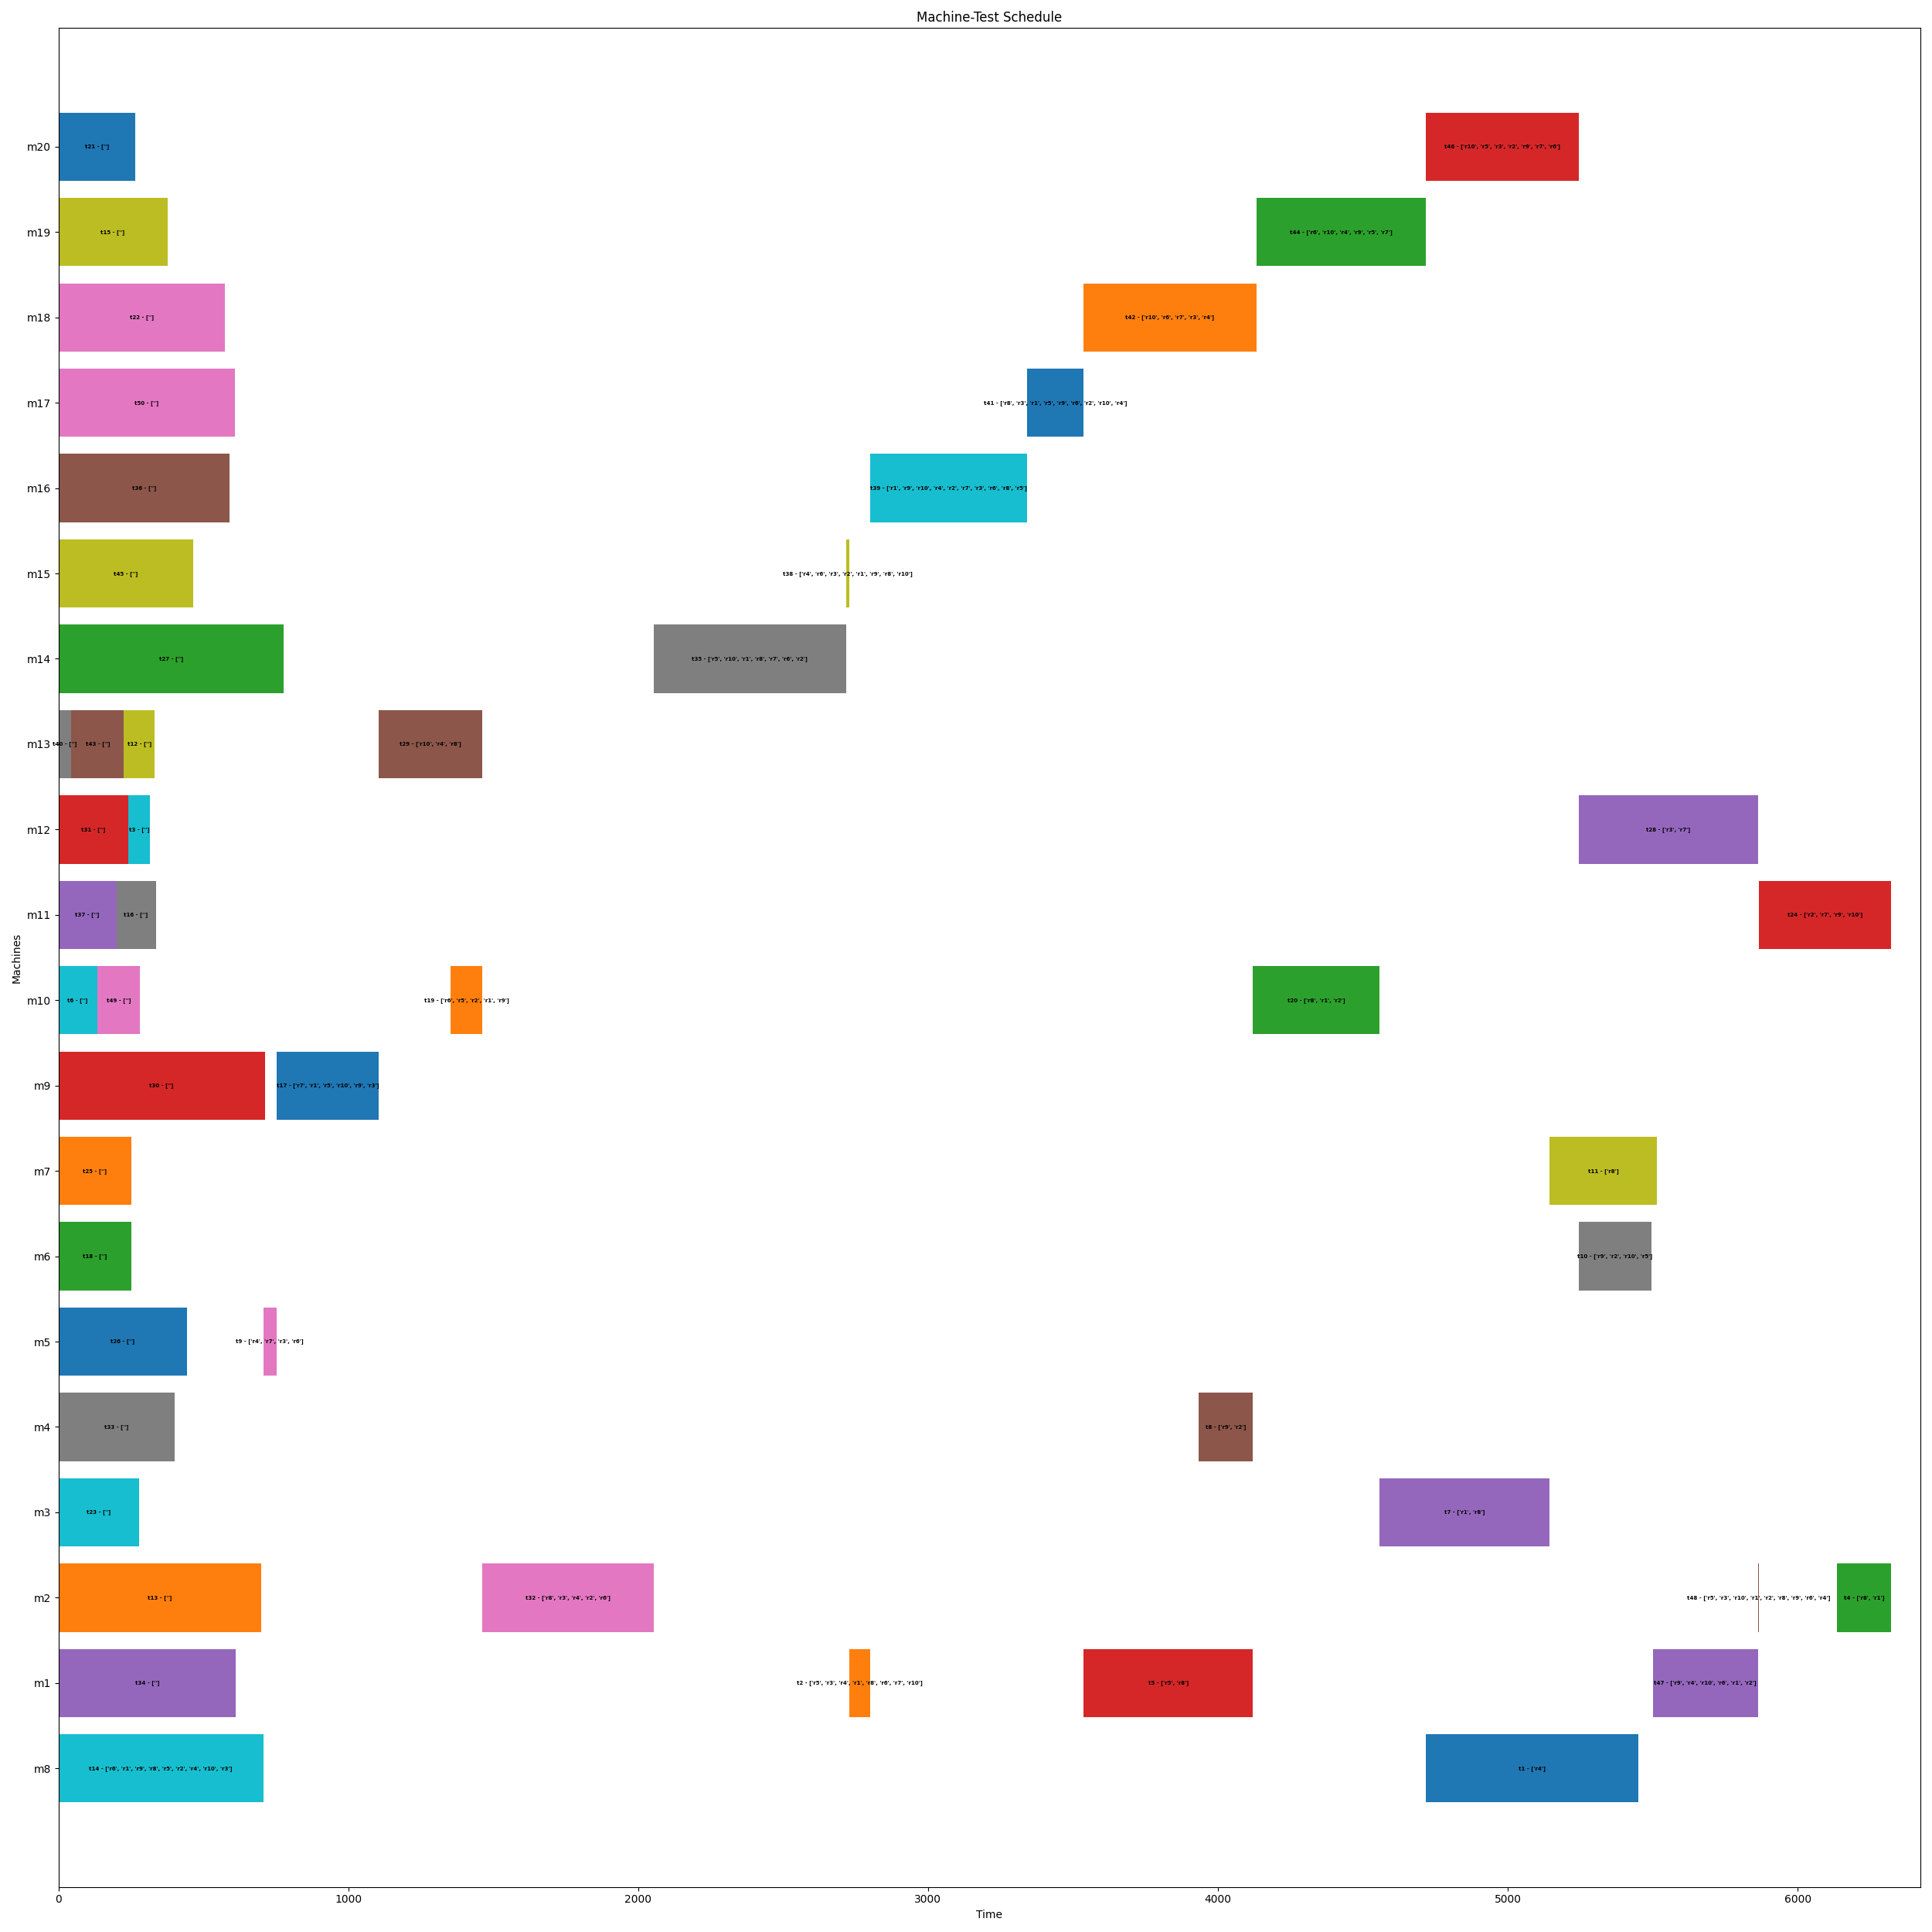 Machine-Test Schedule
m20
t21 - ['']
t46 - ['r10', 'r5', 'r3', 'r2', 'r9', 'r7', 'r6']
m19
t15 - ['']
t44 - ['r6', 'r10', 'r4', 'r9', 'r5', 'r7']
m18
t22 - ['']
t42 - ['r10', 'r6', 'r7', 'r3', 'r4']
m17
t50 - ['']
t41 - ['r8', 'r3', 'r1', 'r5', 'r9', 'r6', 'r2', 'r10', 'r4']
m16
t36 - ['']
t39 - ['r1', 'r9', 'r10', 'r4', 'r2', 'r7', 'r3', 'r6', 'r8', 'r5']
m15
t45 - ['']
t38 - ['r4', 'r6', 'r3', 'r2', 'r1', 'r9', 'r8', 'r10']
m14
t27 - ['']
t35 - ['r5', 'r10', 'r1', 'r8', 'r7', 'r6', 'r2']
m13
t40 - ['']
t43 - ['']
t12 - ['']
t29 - ['r10', 'r4', 'r8']
m12
t31 - ['']
t3 - ['']
t28 - ['r3', 'r7']
m11
t37 - ['']
t16 - ['']
t24 - ['r2', 'r7', 'r9', 'r10']
m10
t6 - ['']
t49 - ['']
t19 - ['r6', 'r5', 'r2', 'r1', 'r9']
t20 - ['r8', 'r1', 'r2']
m9
t30 - ['']
t17 - ['r7', 'r1', 'r5', 'r10', 'r9', 'r3']
m7
t25 - ['']
t11 - ['r8']
m6
t18 - ['']
t10 - ['r9', 'r2', 'r10', 'r5']
m5
t26 - ['']
t9 - ['r4', 'r7', 'r3', 'r6']
m4
t33 - ['']
t8 - ['r9', 'r2']
m3
t23 - ['']
t7 - ['r1', 'r8']
m2
t13 - ['']
t32 - ['r8', 'r3', 'r4', 'r2', 'r6']
t48 - ['r5', 'r3', 'r10', 'r1', 'r2', 'r8', 'r9', 'r6', 'r4']
t4 - ['r8', 'r1']
m1
t34 - ['']
t2 - ['r5', 'r3', 'r4', 'r1', 'r8', 'r6', 'r7', 'r10']
t5 - ['r5', 'r8']
t47 - ['r9', 'r4', 'r10', 'r6', 'r1', 'r2']
m8
t14 - ['r6', 'r1', 'r9', 'r8', 'r5', 'r2', 'r4', 'r10', 'r3']
t1 - ['r4']
Machines
0 1000 2000 3000 4000 5000 6000
Time